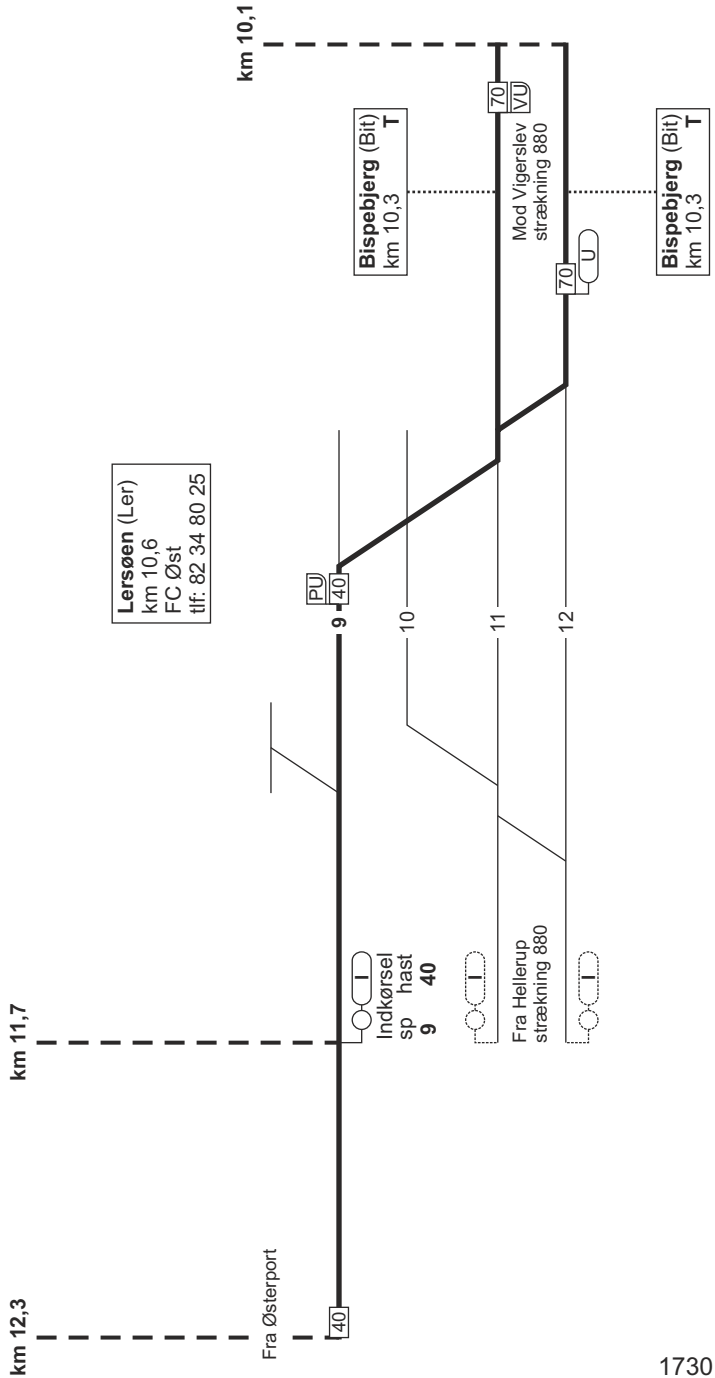 km 12,3
km 11,7
km 10,1
Fra Østerport
40
I
Indkørsel
sp hast
9 40
I
Fra Hellerup
strækning 880
I
Lersøen (Ler)
km 10,6
FC Øst
tlf: 82 34 80 25
PU
40
9
10
11
12
Bispebjerg (Bit)
km 10,3 T
70
VU
Mod Vigerslev
strækning 880
70
U
Bispebjerg (Bit)
km 10,3 T
1730